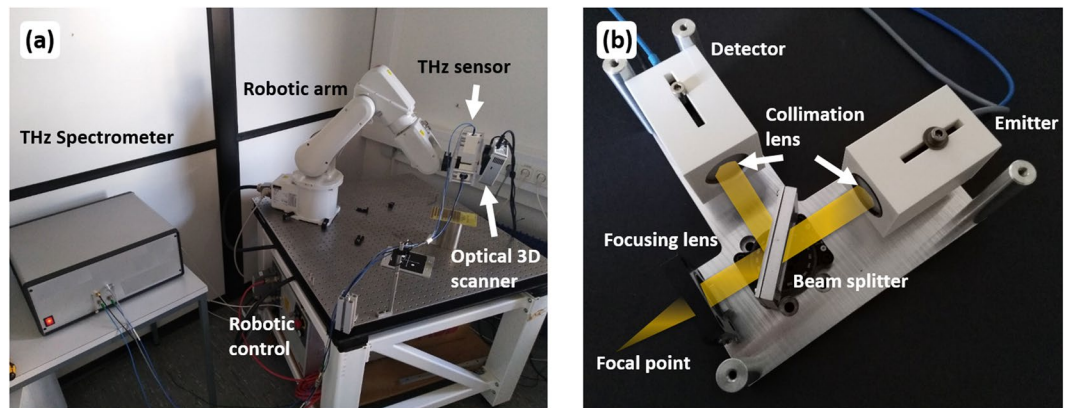 (a)
THz sensor
Robotic arm
THz Spectrometer
Optical 3D
scanner
Robotic
control
(b)
Detector
Collimation
lens
Emitter
Focusing lens
Beam splitter
Focal point